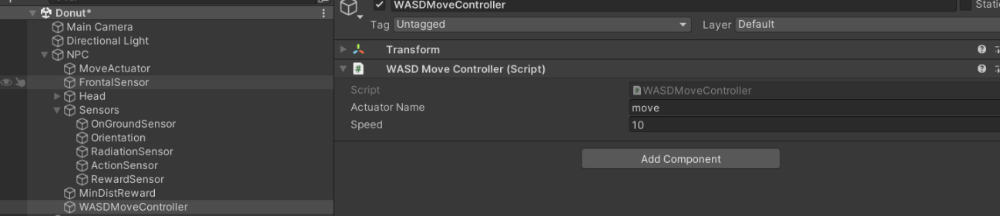 Donut*
Main Camera
Directional Light
NPC
MoveActuator
FrontalSensor
Head
Sensors
OnGroundSensor
Orientation
RadiationSensor
ActionSensor
RewardSensor
MinDistReward
WASDMoveController
WASDMoveController
Tag Untagged Layer Default
Transform
# WASD Move Controller (Script)
Script WASDMoveController
Actuator Name move
Speed 10
Add Component